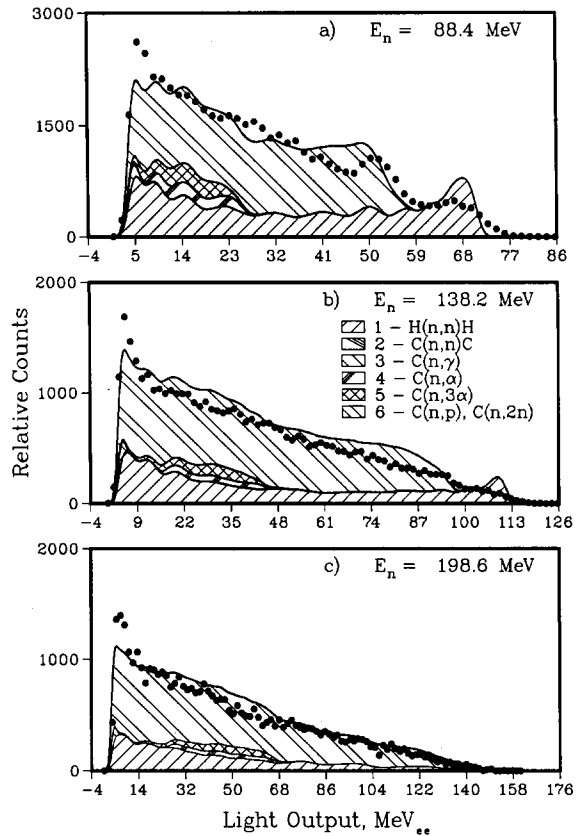 a) E_n = 88.4 MeV
3000
1500
0
-4 5 14 23 32 41 50 59 68 77 86
b) E_n = 138.2 MeV
1 - H(n,n)H
2 - C(n,n)C
3 - C(n,γ)
4 - C(n,α)
5 - C(n,3α)
6 - C(n,p), C(n,2n)
2000
1000
0
-4 9 22 35 48 61 74 87 100 113 126
Relative Counts
c) E_n = 198.6 MeV
2000
1000
0
-4 14 32 50 68 86 104 122 140 158 176
Light Output, MeV_ee